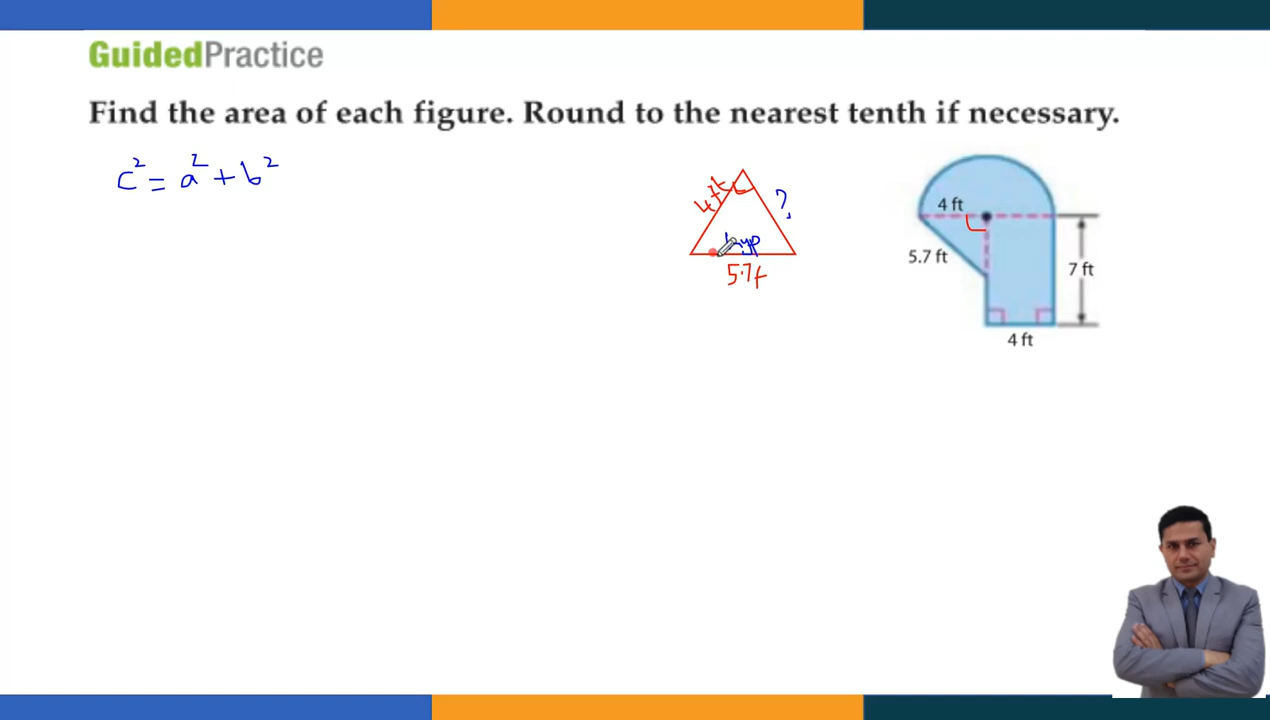 GuidedPractice
Find the area of each figure. Round to the nearest tenth if necessary.
c² = a² + b²
4ft
?
hyp
5.7f
4 ft
5.7 ft
7 ft
4 ft